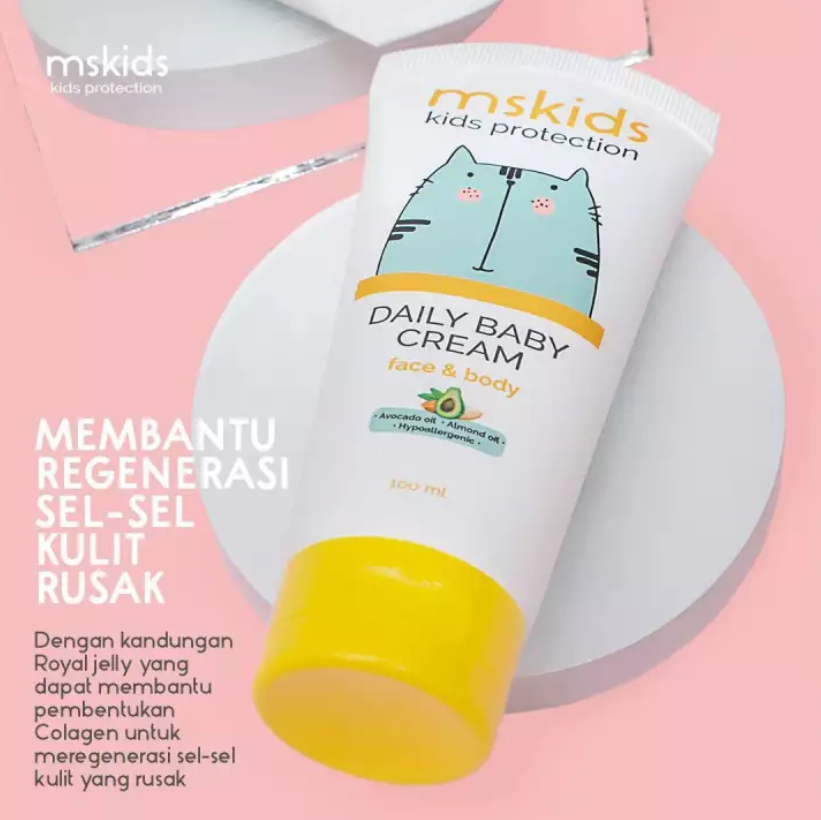 mskids
kids protection
mskids
kids protection
DAILY BABY
CREAM
face & body
• Avocado oil • Almond oil •
• Hypoallergenic •
100 ml
MEMBANTU
REGENERASI
SEL-SEL
KULIT
RUSAK
Dengan kandungan
Royal jelly yang
dapat membantu
pembentukan
Colagen untuk
meregenerasi sel-sel
kulit yang rusak